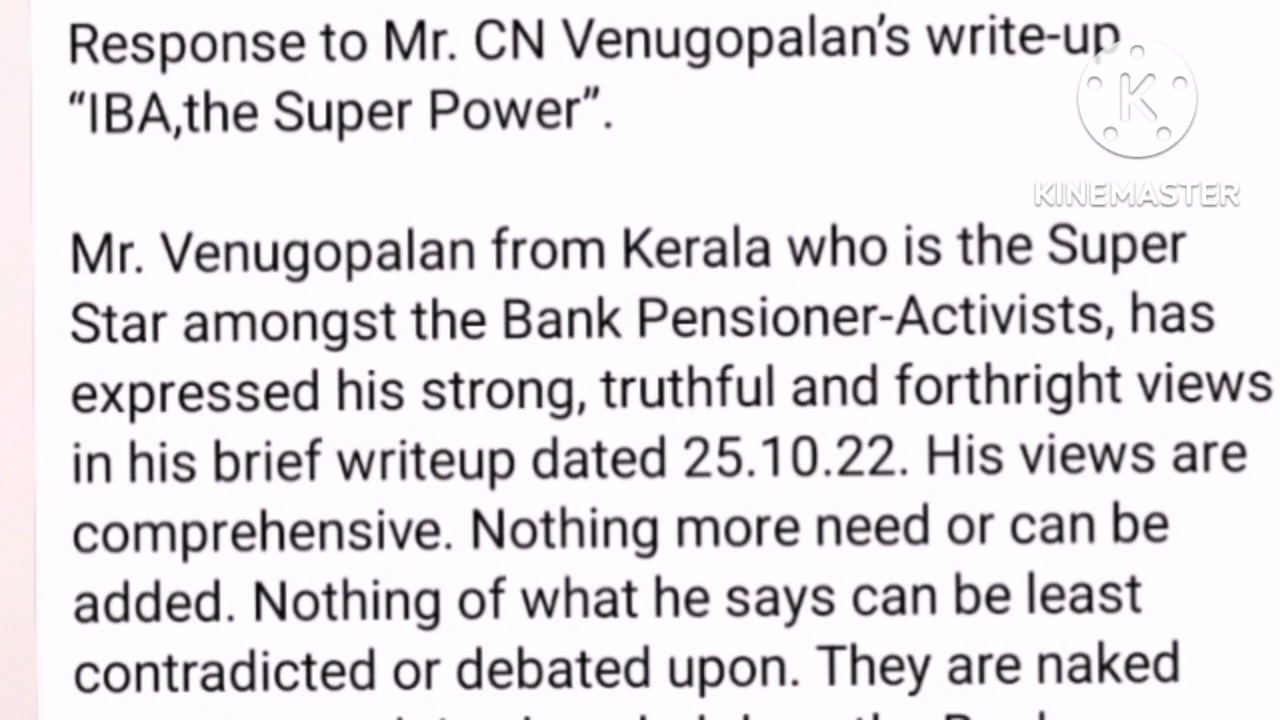 Response to Mr. CN Venugopalan’s write-up
“IBA,the Super Power”.
K
KINEMASTER
Mr. Venugopalan from Kerala who is the Super
Star amongst the Bank Pensioner-Activists, has
expressed his strong, truthful and forthright views
in his brief writeup dated 25.10.22. His views are
comprehensive. Nothing more need or can be
added. Nothing of what he says can be least
contradicted or debated upon. They are naked